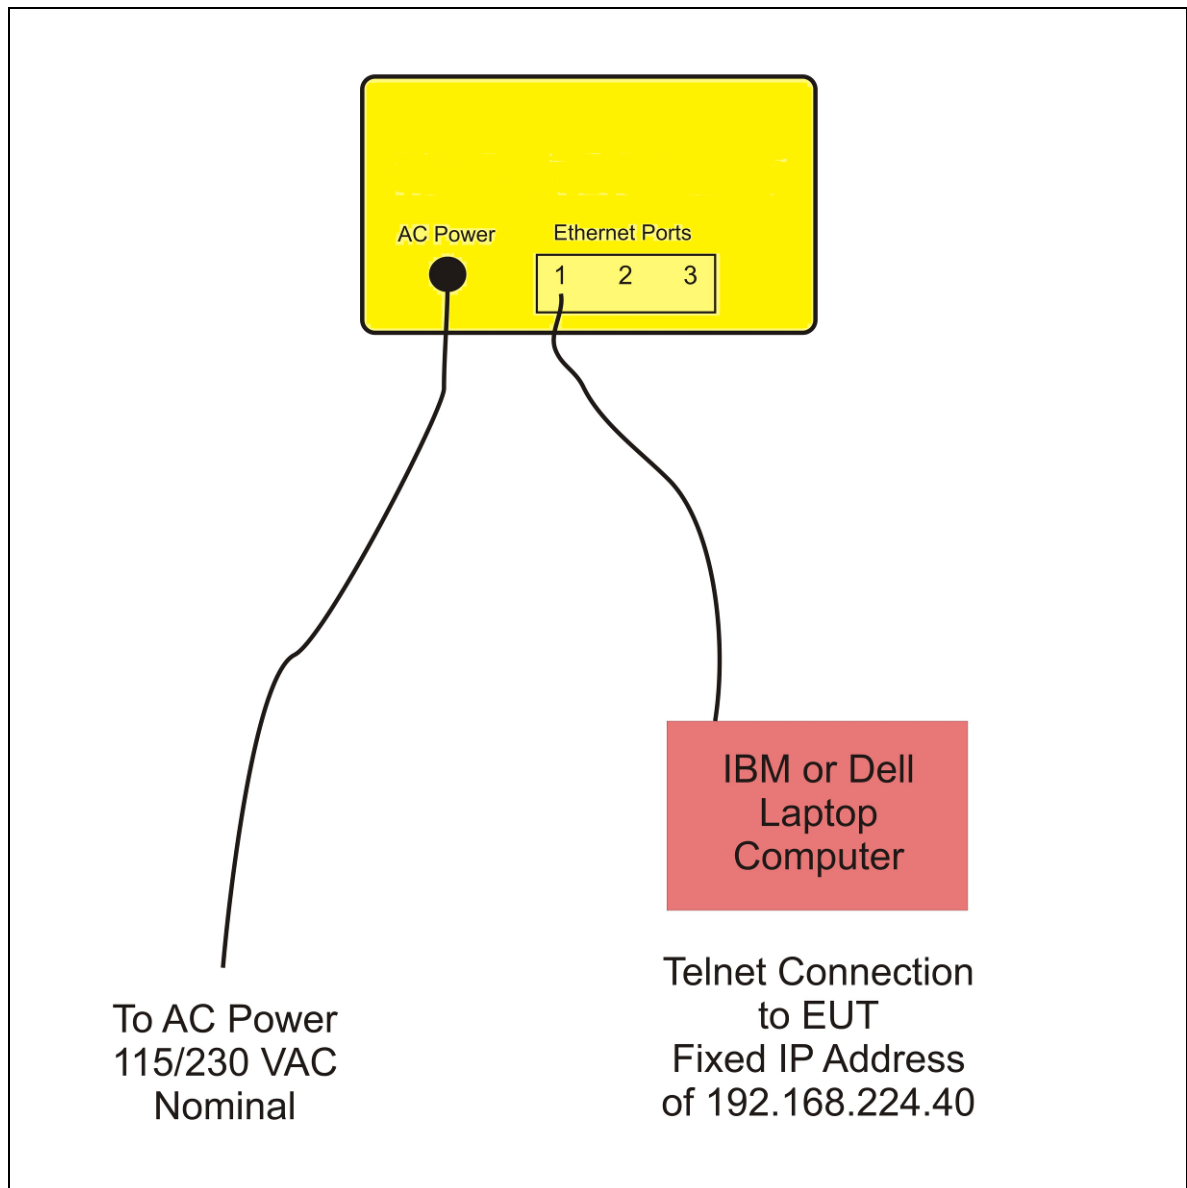 AC Power
Ethernet Ports
1 2 3
IBM or Dell
Laptop
Computer
Telnet Connection
to EUT
Fixed IP Address
of 192.168.224.40
To AC Power
115/230 VAC
Nominal